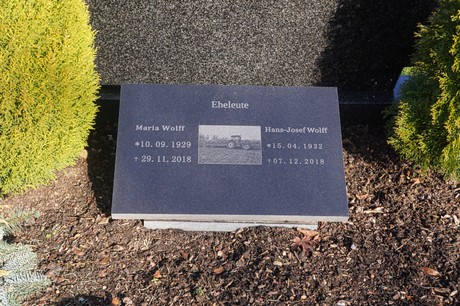 Eheleute
Maria Wolff
*10. 09. 1929
† 29. 11. 2018
Hans-Josef Wolff
*15. 04. 1932
† 07. 12. 2018